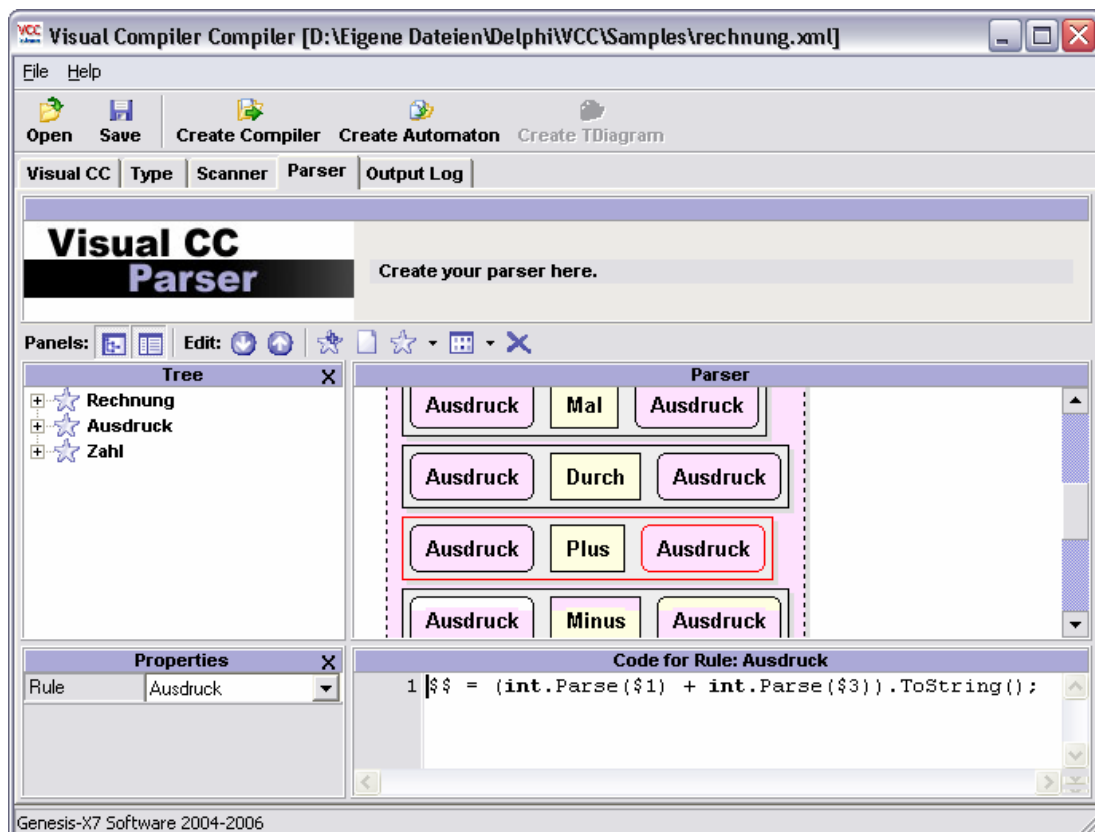 Visual Compiler Compiler [D:\Eigene Dateien\Delphi\VCC\Samples\rechnung.xml]
File Help
Open Save Create Compiler Create Automaton Create TDiagram
Visual CC Type Scanner Parser Output Log
Visual CC
Parser
Create your parser here.
Panels: Edit:
Tree X
Rechnung
Ausdruck
Zahl
Parser
Ausdruck Mal Ausdruck
Ausdruck Durch Ausdruck
Ausdruck Plus Ausdruck
Ausdruck Minus Ausdruck
Properties X
Rule Ausdruck
Code for Rule: Ausdruck
1 $$ = (int.Parse($1) + int.Parse($3)).ToString();
Genesis-X7 Software 2004-2006